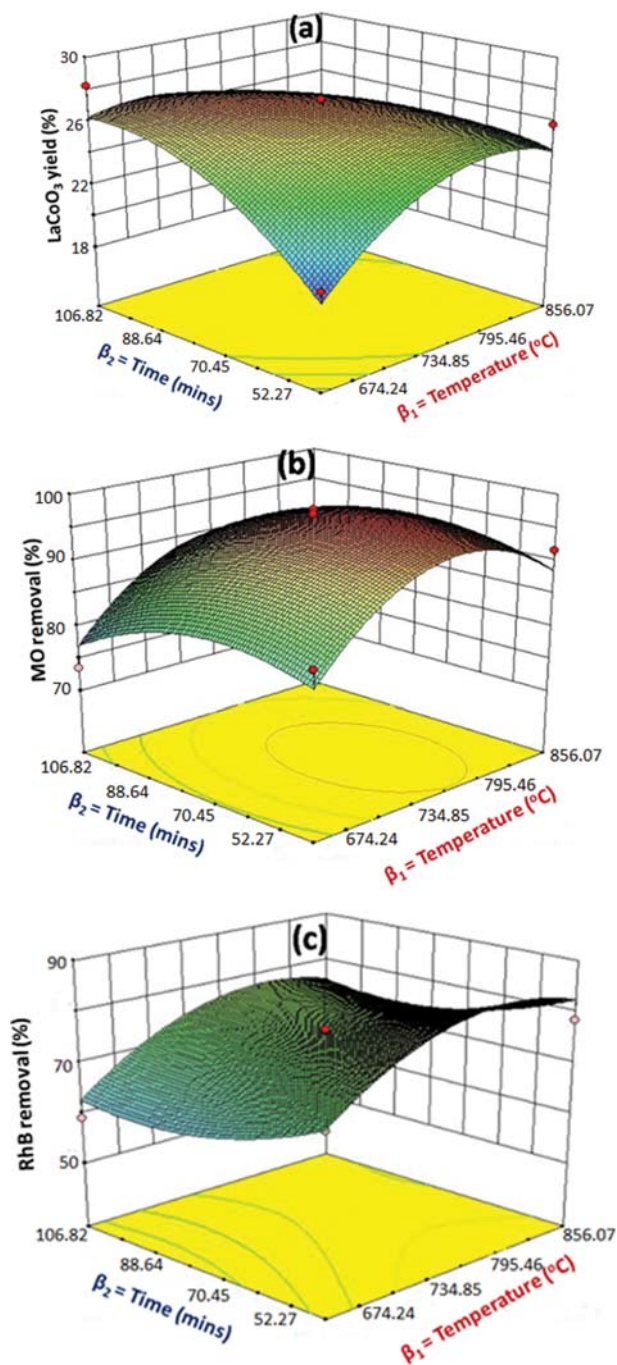 (a)
LaCoO₃ yield (%)
30
26
22
18
106.82
88.64
70.45
52.27
β₂ = Time (mins)
856.07
795.46
734.85
674.24
β₁ = Temperature (°C)
(b)
MO removal (%)
100
90
80
70
106.82
88.64
70.45
52.27
β₂ = Time (mins)
856.07
795.46
734.85
674.24
β₁ = Temperature (°C)
(c)
RhB removal (%)
90
70
50
106.82
88.64
70.45
52.27
β₂ = Time (mins)
856.07
795.46
734.85
674.24
β₁ = Temperature (°C)